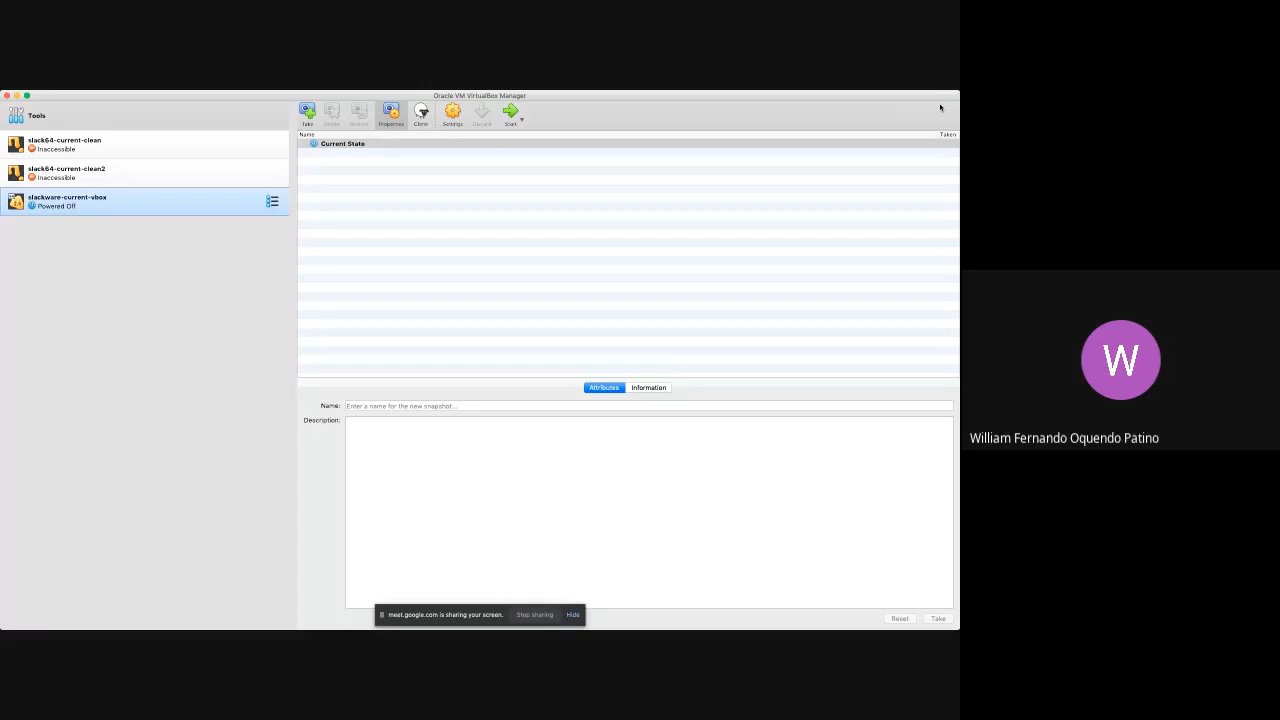 Oracle VM VirtualBox Manager
Tools
Take
Delete
Restore
Properties
Clone
Settings
Discard
Start
Name
Taken
slack64-current-clean
Inaccessible
slack64-current-clean2
Inaccessible
slackware-current-vbox
Powered Off
Current State
Attributes
Information
Name:
Enter a name for the new snapshot...
Description:
meet.google.com is sharing your screen.
Stop sharing
Hide
Reset
Take
W
William Fernando Oquendo Patino